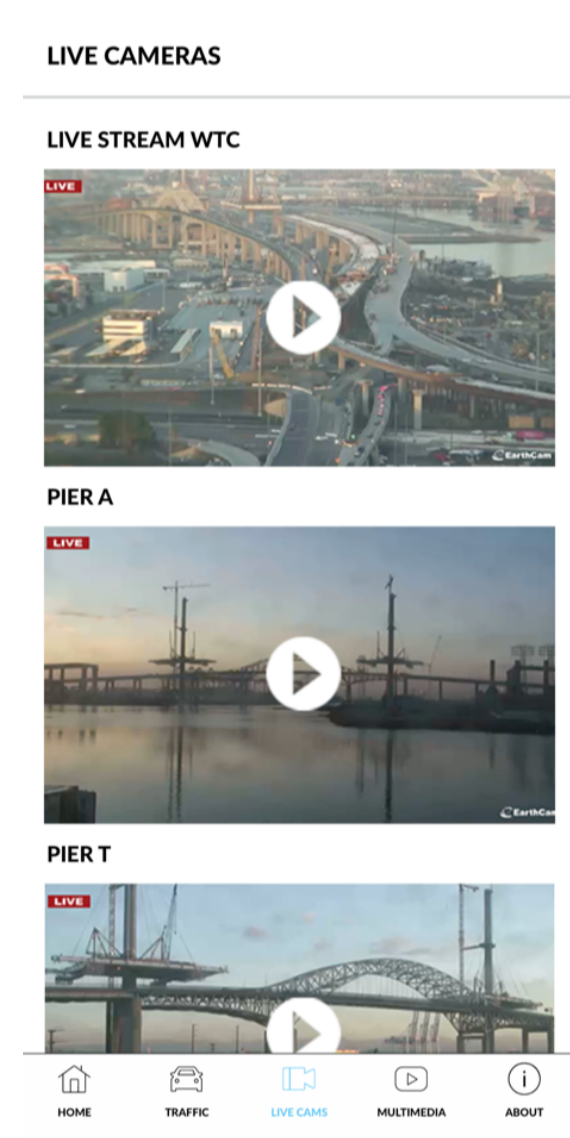 LIVE CAMERAS
LIVE STREAM WTC
LIVE
EarthCam
PIER A
LIVE
EarthCam
PIER T
LIVE
HOME
TRAFFIC
LIVE CAMS
MULTIMEDIA
ABOUT